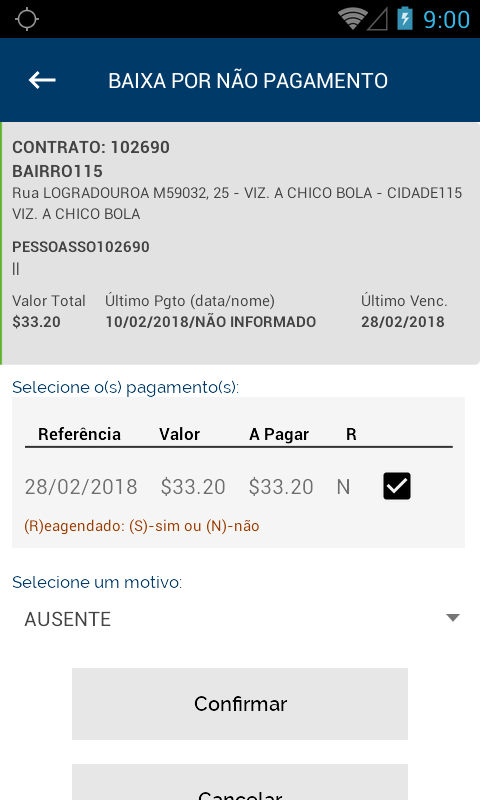 9:00
BAIXA POR NÃO PAGAMENTO
CONTRATO: 102690
BAIRRO115
Rua LOGRADOUROA M59032, 25 - VIZ. A CHICO BOLA - CIDADE115
VIZ. A CHICO BOLA
PESSOASSO102690
||
Valor Total Último Pgto (data/nome) Último Venc.
$33.20 10/02/2018/NÃO INFORMADO 28/02/2018
Selecione o(s) pagamento(s):
Referência Valor A Pagar R
28/02/2018 $33.20 $33.20 N
(R)eagendado: (S)-sim ou (N)-não
Selecione um motivo:
AUSENTE
Confirmar
Cancelar